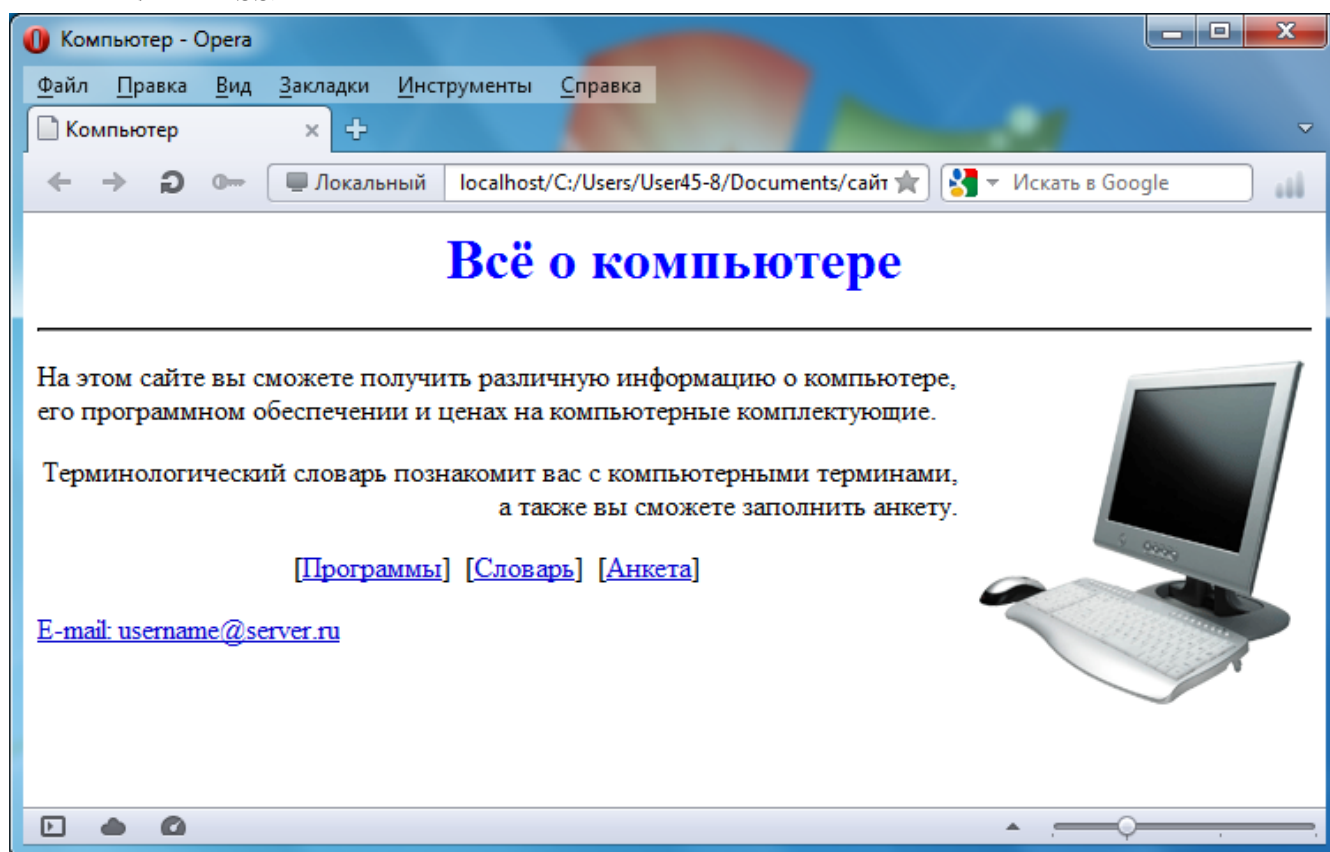 Компьютер - Opera
Файл Правка Вид Закладки Инструменты Справка
Компьютер
Локальный localhost/C:/Users/User45-8/Documents/сайт Искать в Google
Всё о компьютере
На этом сайте вы сможете получить различную информацию о компьютере,
его программном обеспечении и ценах на компьютерные комплектующие.
Терминологический словарь познакомит вас с компьютерными терминами,
а также вы сможете заполнить анкету.
[Программы] [Словарь] [Анкета]
E-mail: username@server.ru